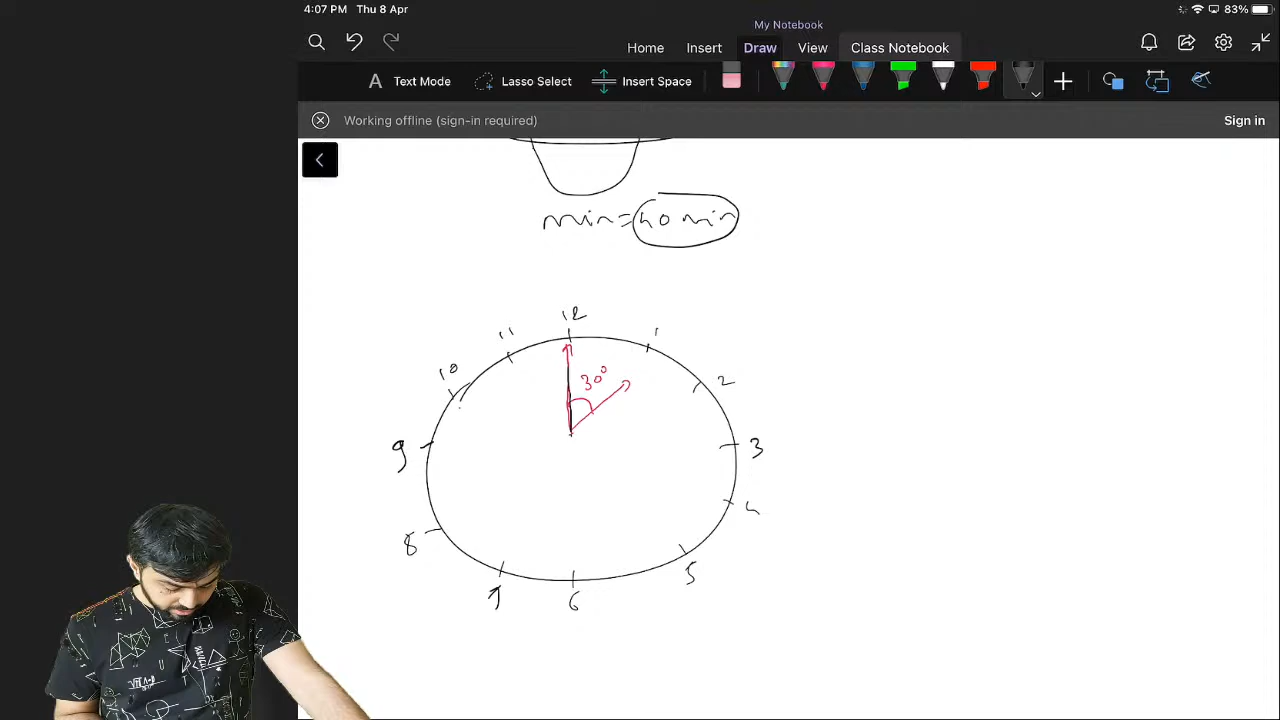 4:07 PM Thu 8 Apr
83%
My Notebook
Home Insert Draw View Class Notebook
Text Mode Lasso Select Insert Space
Working offline (sign-in required) Sign in
min = 40 min
12
11
1
10
30°
2
9
3
4
8
5
7
6